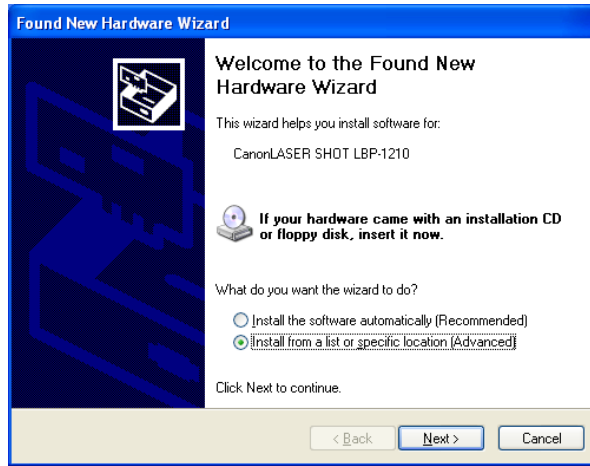 Found New Hardware Wizard
Welcome to the Found New
Hardware Wizard
This wizard helps you install software for:
CanonLASER SHOT LBP-1210
If your hardware came with an installation CD
or floppy disk, insert it now.
What do you want the wizard to do?
Install the software automatically (Recommended)
Install from a list or specific location (Advanced)
Click Next to continue.
< Back
Next >
Cancel